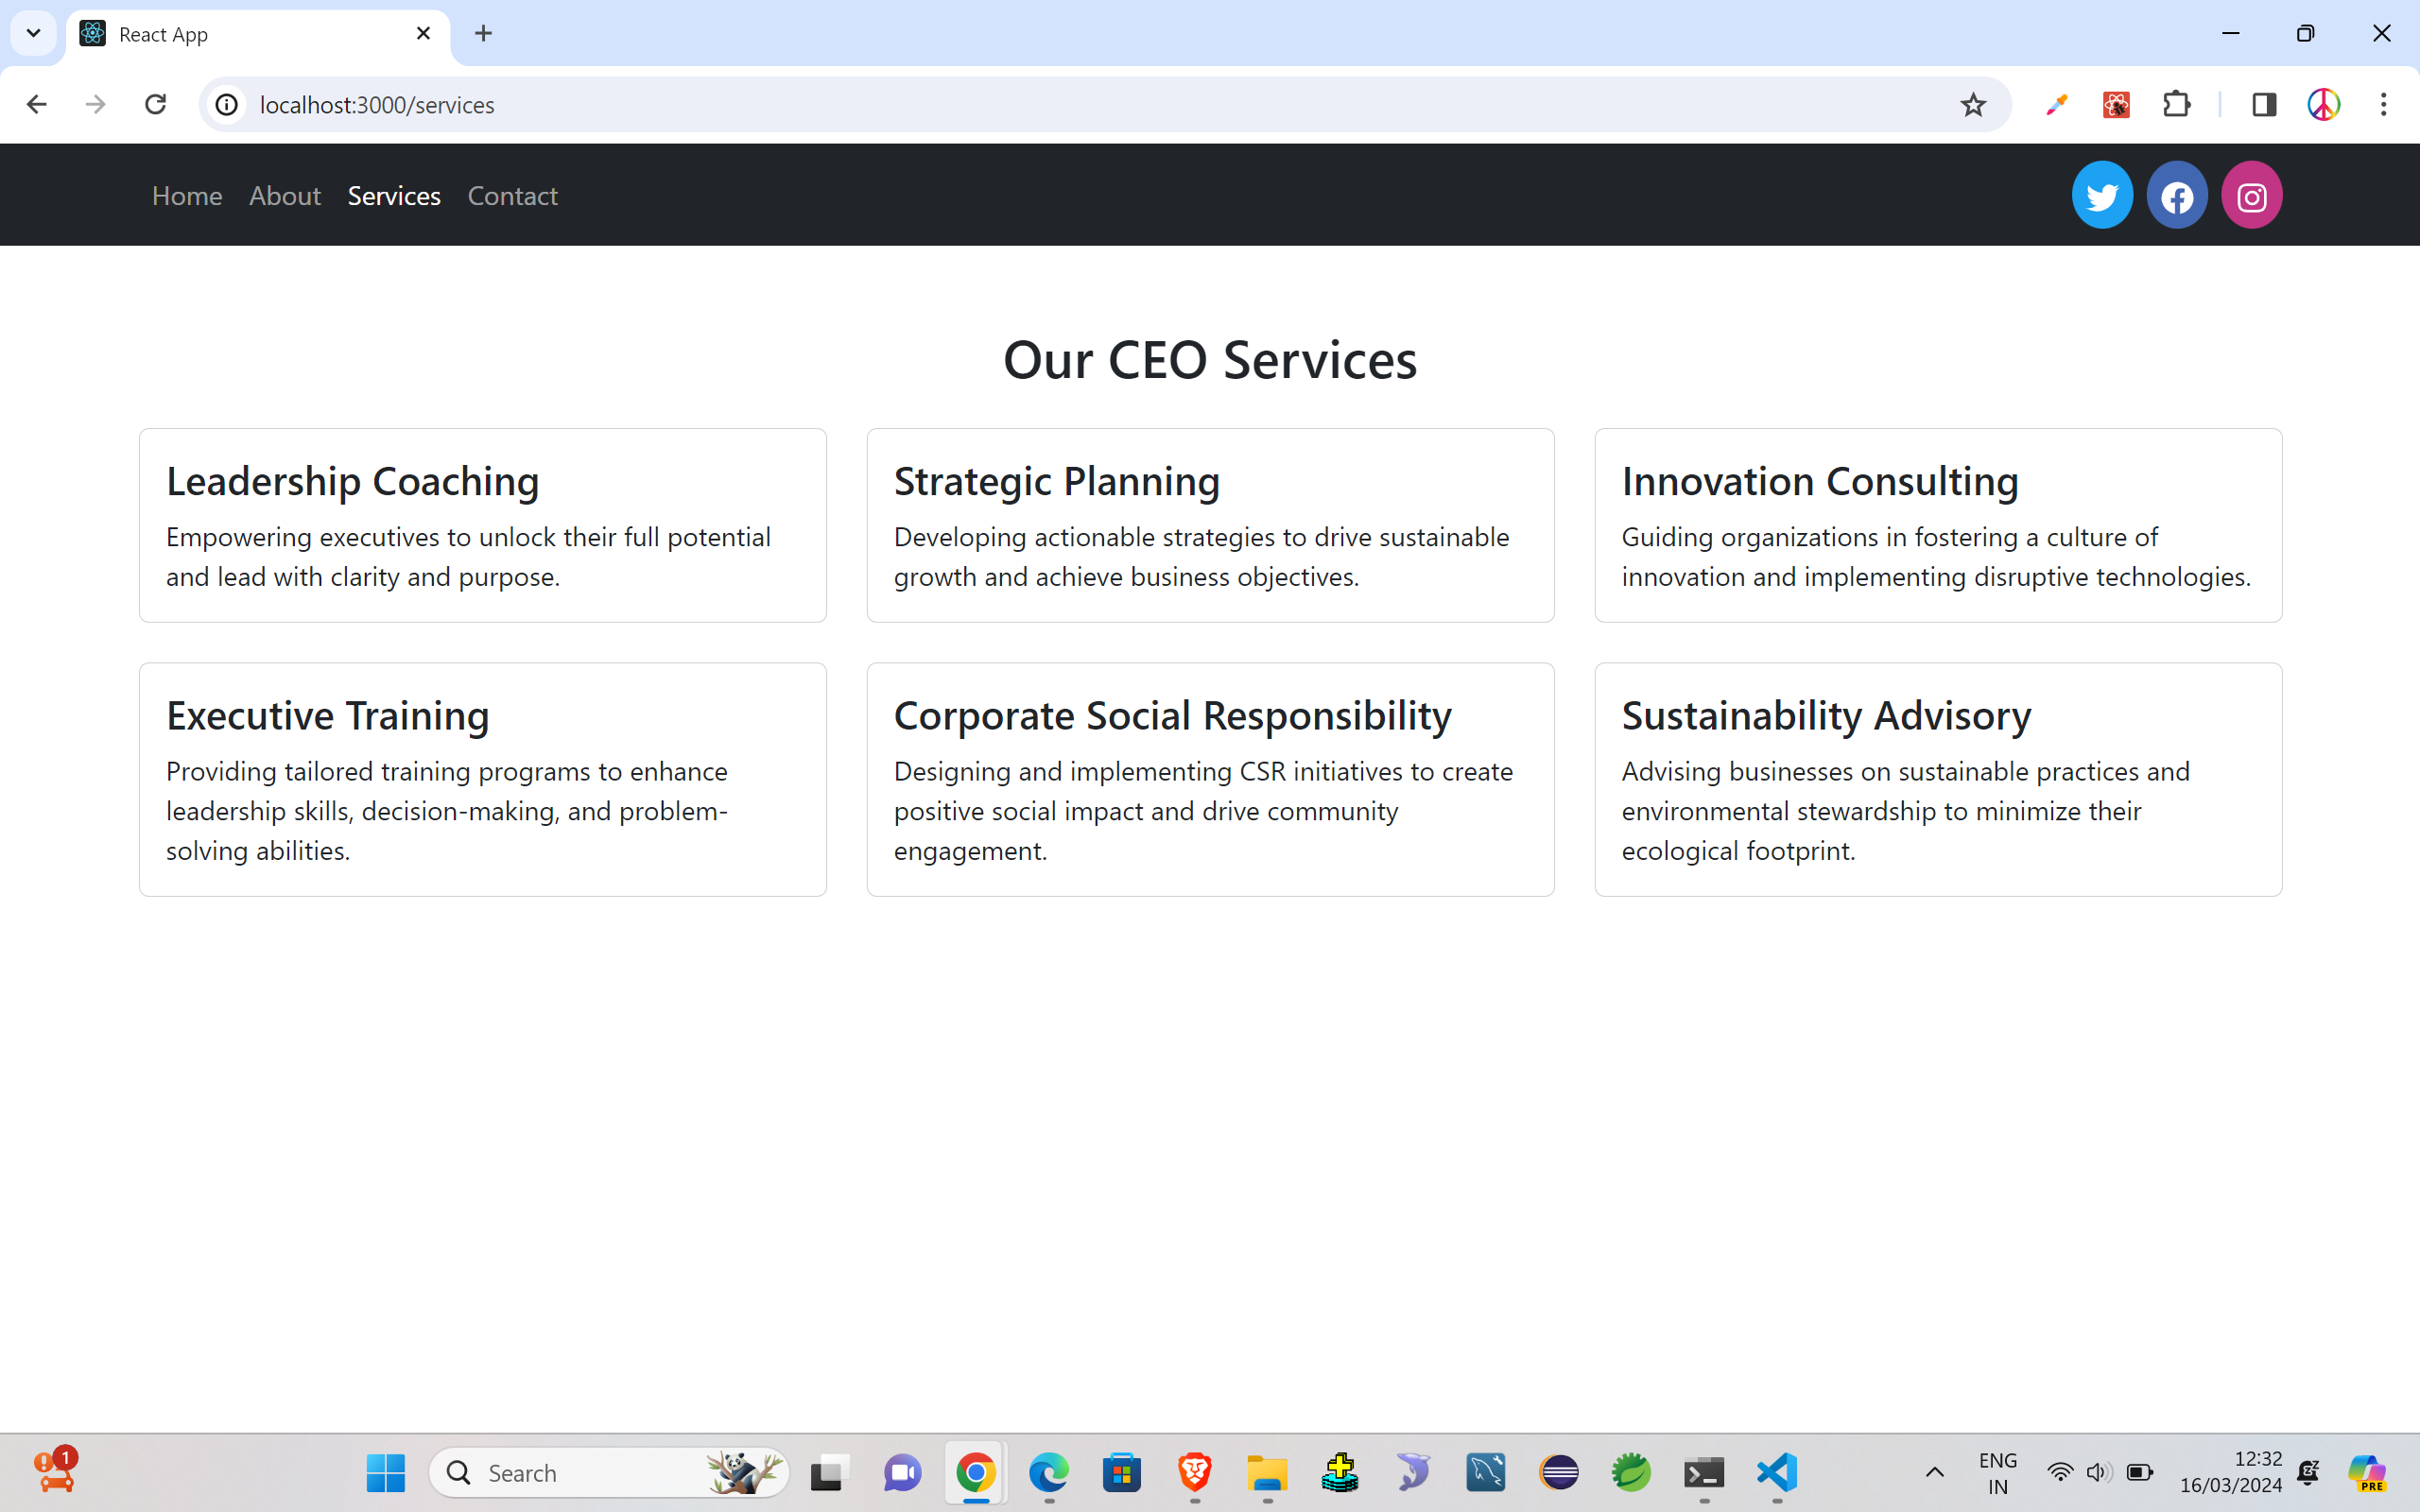 React App
localhost:3000/services
Home About Services Contact
Our CEO Services
Leadership Coaching
Empowering executives to unlock their full potential
and lead with clarity and purpose.
Strategic Planning
Developing actionable strategies to drive sustainable
growth and achieve business objectives.
Innovation Consulting
Guiding organizations in fostering a culture of
innovation and implementing disruptive technologies.
Executive Training
Providing tailored training programs to enhance
leadership skills, decision-making, and problem-
solving abilities.
Corporate Social Responsibility
Designing and implementing CSR initiatives to create
positive social impact and drive community
engagement.
Sustainability Advisory
Advising businesses on sustainable practices and
environmental stewardship to minimize their
ecological footprint.
1
Search
ENG
IN
12:32
16/03/2024
PRE